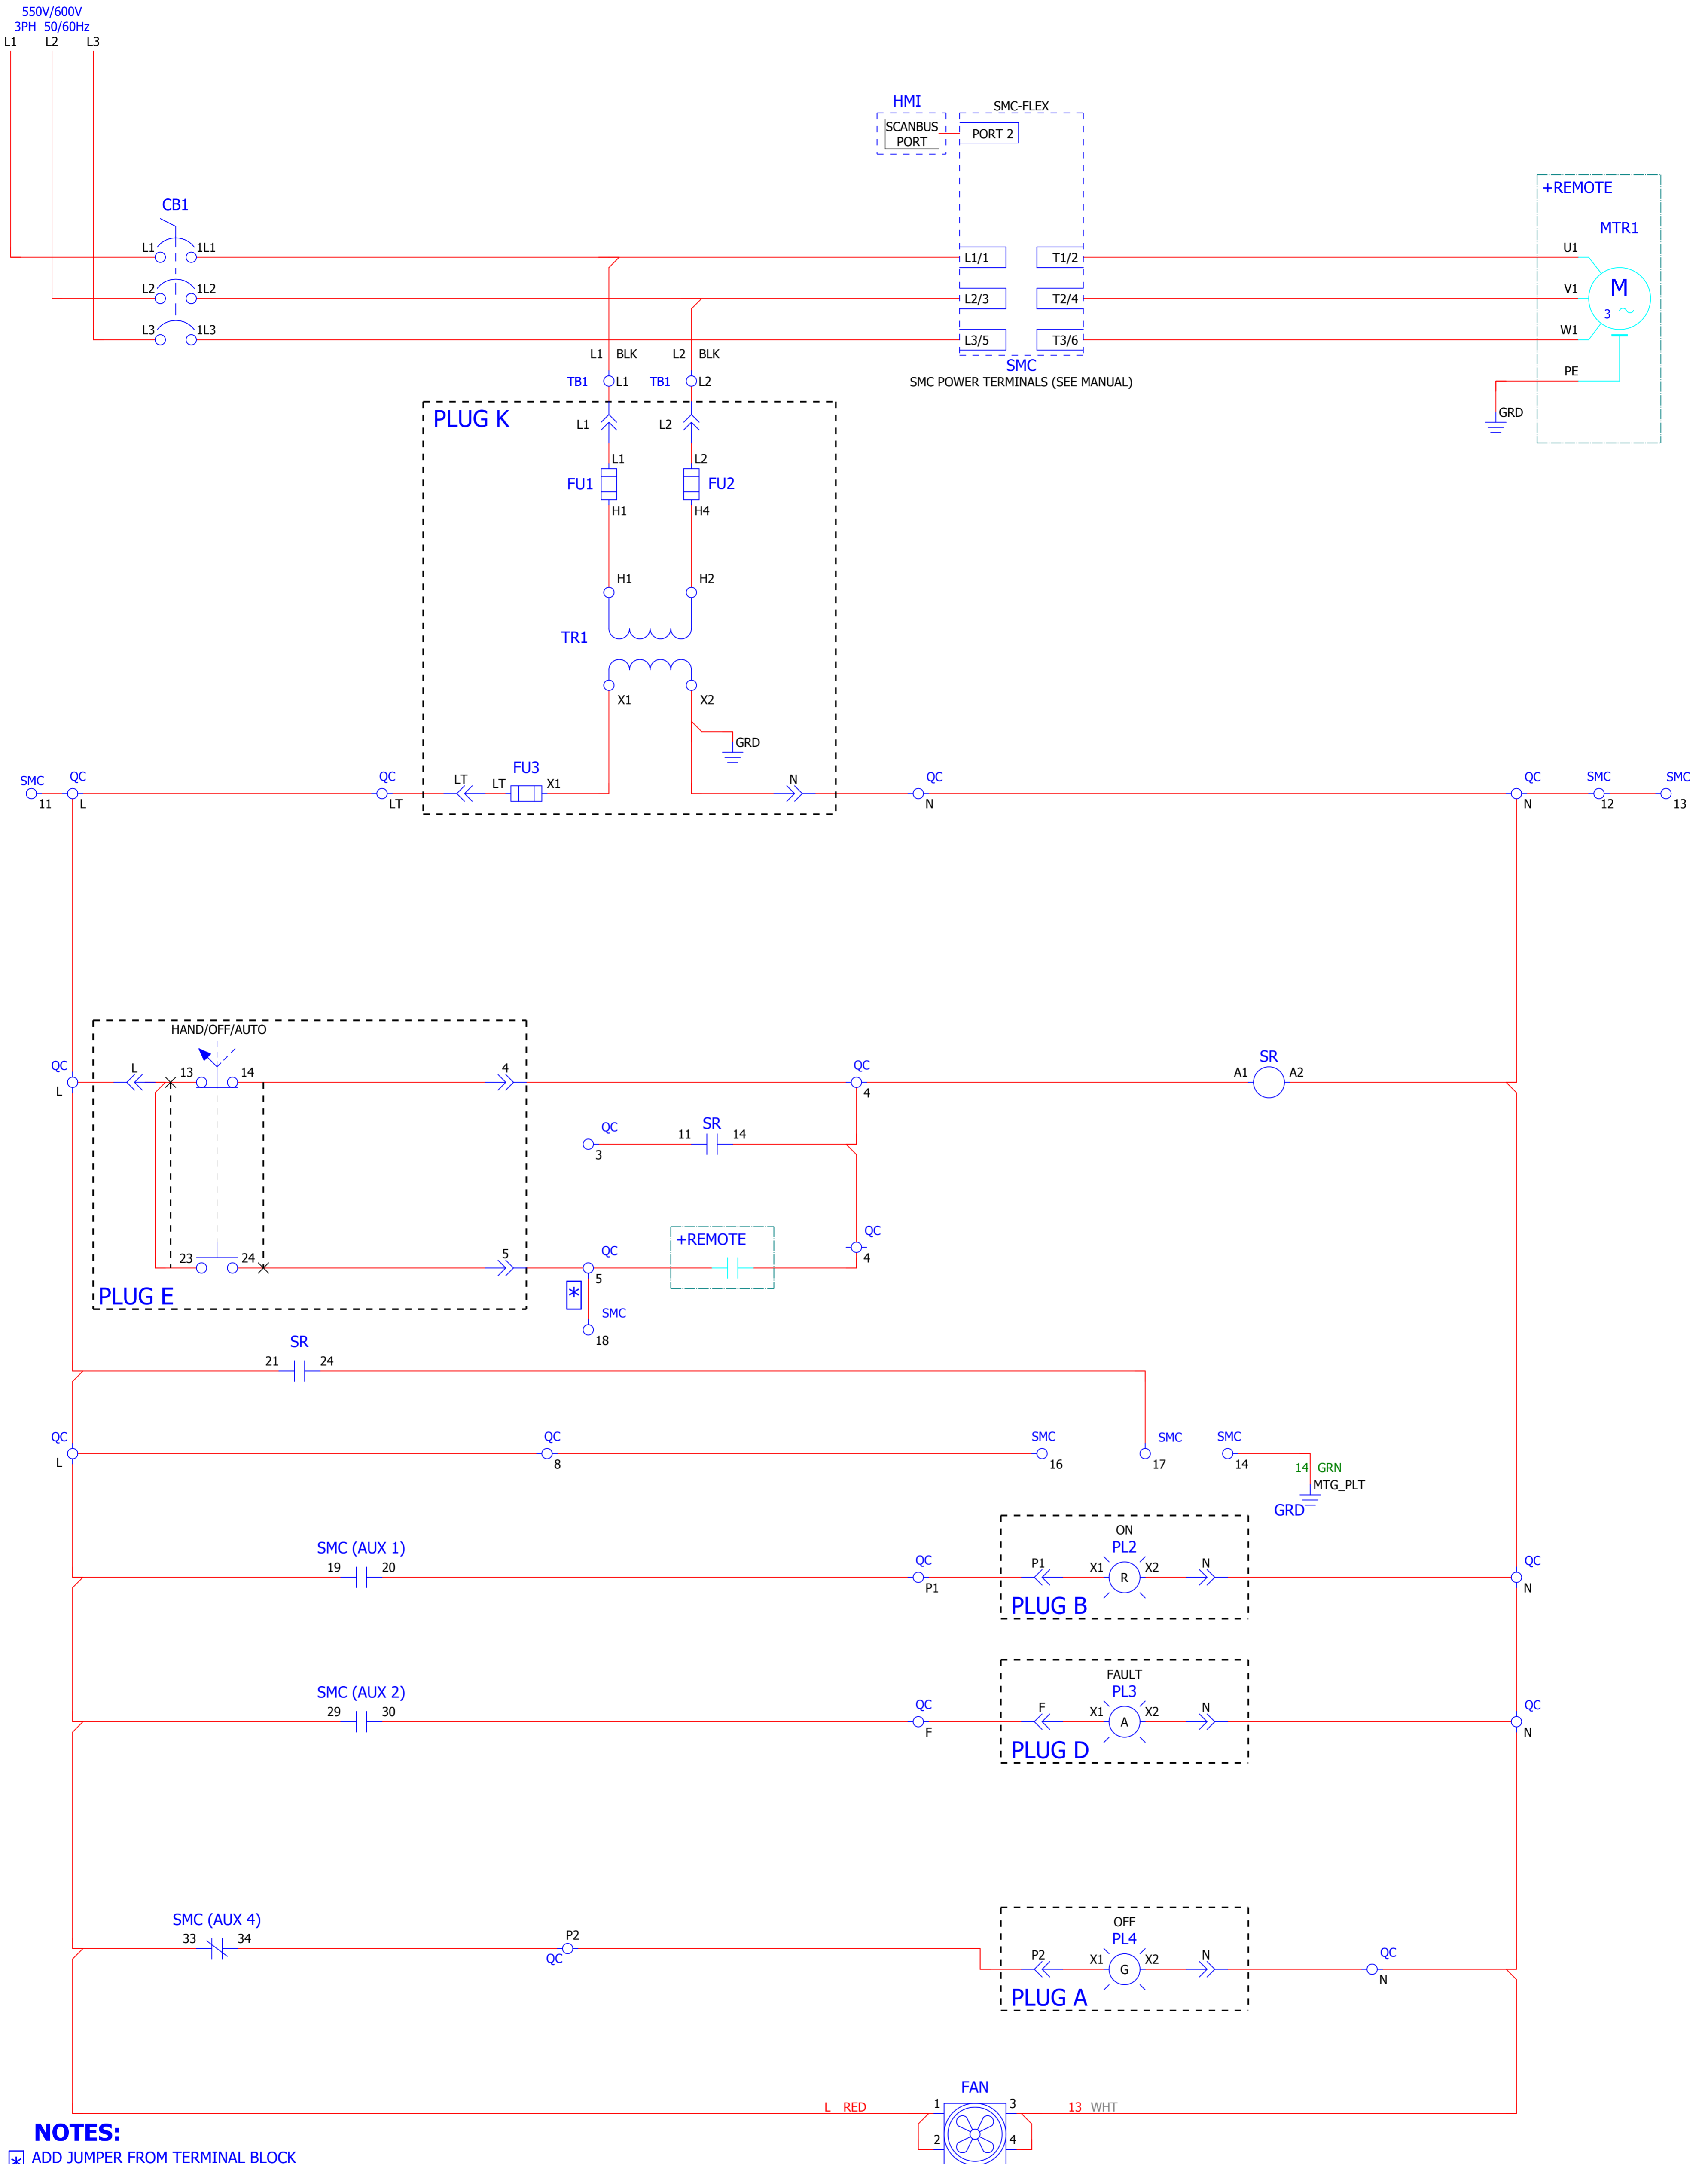 550V/600V
3PH 50/60Hz
L1 L2 L3
HMI
SMC-FLEX
SCANBUS
PORT
PORT 2
+REMOTE
MTR1
CB1
L1 1L1
L1/1 T1/2
U1
L2 1L2
L2/3 T2/4
V1
M
3
L3 1L3
L3/5 T3/6
W1
SMC
SMC POWER TERMINALS (SEE MANUAL)
PE
GRD
L1 BLK L2 BLK
TB1 L1 TB1 L2
PLUG K
L1 L2
L1 L2
FU1 FU2
H1 H4
H1 H2
TR1
X1 X2
GRD
SMC QC QC LT LT FU3 X1 N QC QC SMC SMC
11 L LT N N 12 13
HAND/OFF/AUTO
QC L 13 14 4 QC SR
L 4 A1 A2
QC SR
3 11 14
QC
4
+REMOTE
23 24 5 QC
5
PLUG E
*
SMC
18
SR
21 24
QC QC SMC SMC SMC
L 8 16 17 14
14 GRN
MTG_PLT
GRD
ON
SMC (AUX 1) PL2
19 20 QC P1 X1 R X2 N QC
P1 N
PLUG B
FAULT
SMC (AUX 2) PL3
29 30 QC F X1 A X2 N QC
F N
PLUG D
OFF
SMC (AUX 4) PL4
33 34 P2
QC
P2 X1 G X2 N QC
N
PLUG A
FAN
L RED 1 3 13 WHT
2 4
NOTES:
* ADD JUMPER FROM TERMINAL BLOCK